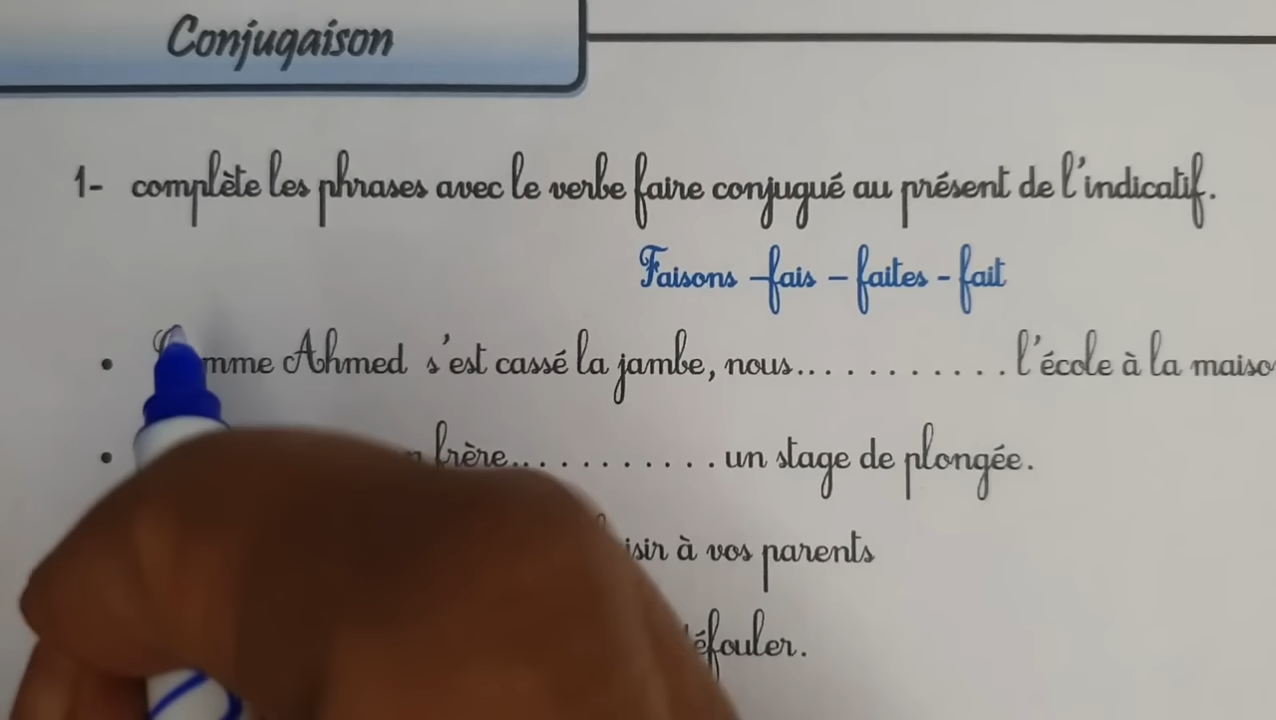 Conjugaison
1- complète les phrases avec le verbe faire conjugué au présent de l'indicatif.
Faisons - fais - faites - fait
mme Ahmed s'est cassé la jambe, nous........... l'école à la maiso
frère........... un stage de plongée.
isir à vos parents
éfouler.